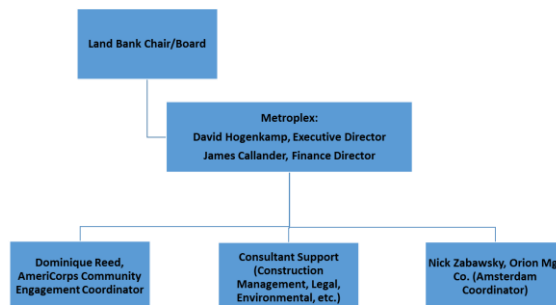 Land Bank Chair/Board
Metroplex:
David Hogenkamp, Executive Director
James Callander, Finance Director
Dominique Reed,
AmeriCorps Community
Engagement Coordinator
Consultant Support
(Construction
Management, Legal,
Environmental, etc.)
Nick Zabawsky, Orion Mg
Co. (Amsterdam
Coordinator)